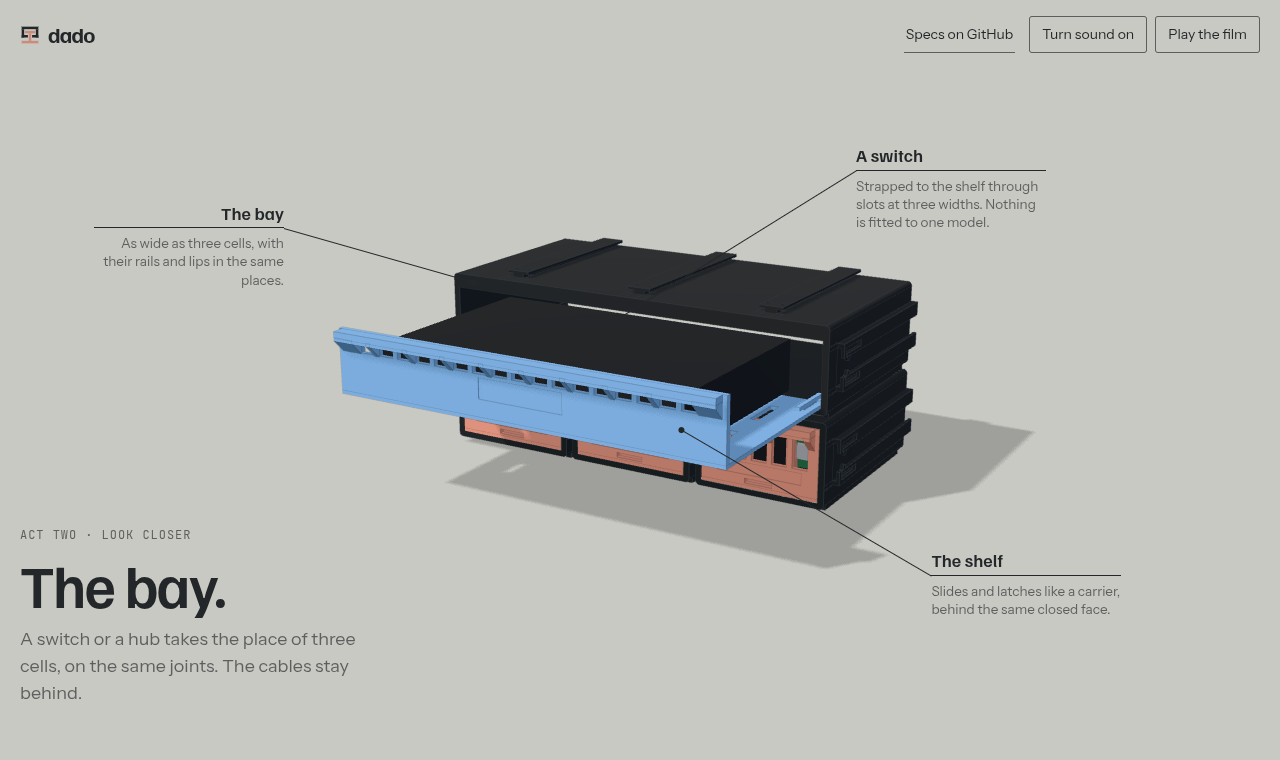 dado
Specs on GitHub
Turn sound on
Play the film
A switch
Strapped to the shelf through
slots at three widths. Nothing
is fitted to one model.
The bay
As wide as three cells, with
their rails and lips in the same
places.
ACT TWO · LOOK CLOSER
The bay.
A switch or a hub takes the place of three
cells, on the same joints. The cables stay
behind.
The shelf
Slides and latches like a carrier,
behind the same closed face.